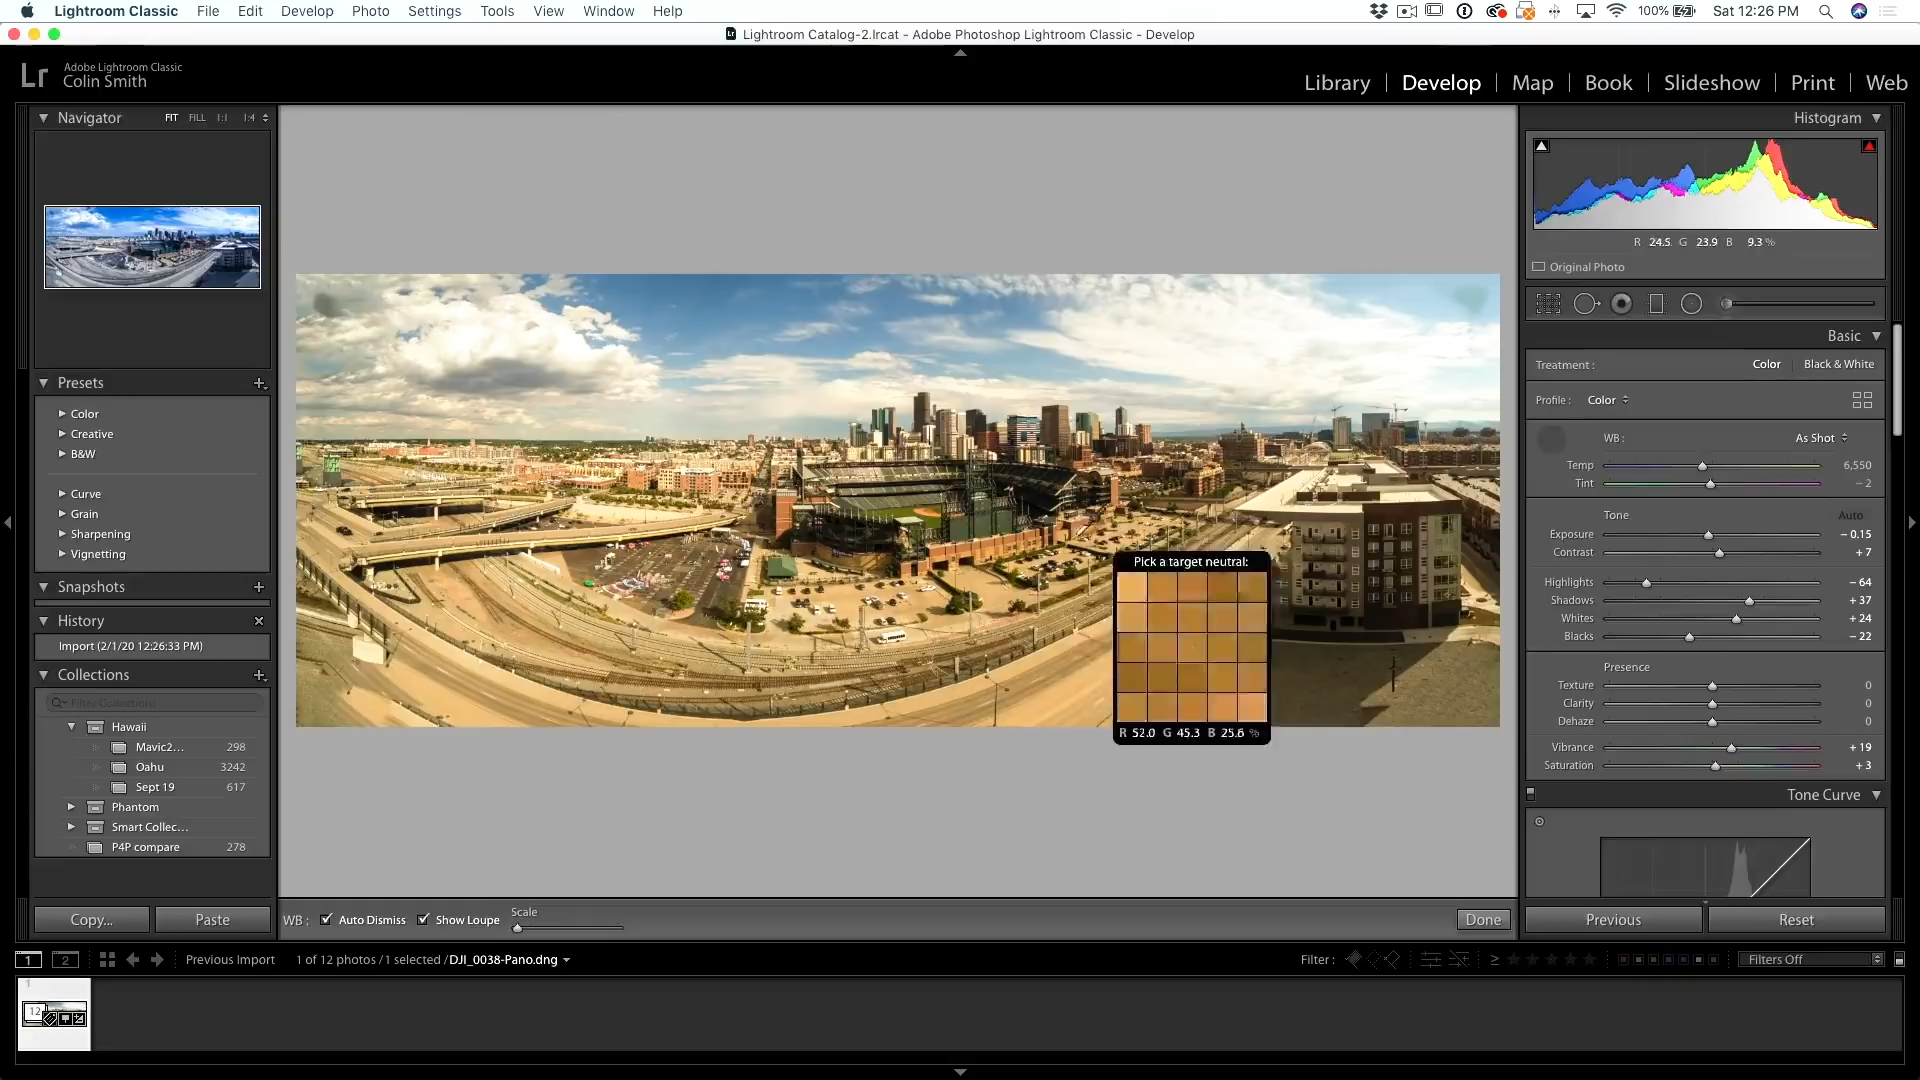 Lightroom Classic File Edit Develop Photo Settings Tools View Window Help 100% Sat 12:26 PM
Lightroom Catalog-2.lrcat - Adobe Photoshop Lightroom Classic - Develop
Lr Adobe Lightroom Classic
Colin Smith
Library | Develop | Map | Book | Slideshow | Print | Web
Navigator FIT FILL 1:1 1:4
Presets +
Color
Creative
B&W
Curve
Grain
Sharpening
Vignetting
Snapshots +
History ×
Import (2/1/20 12:26:33 PM)
Collections +
Filter Collections
Hawaii
Mavic2... 298
Oahu 3242
Sept 19 617
Phantom
Smart Collec...
P4P compare 278
Copy... Paste
Pick a target neutral:
R 52.0 G 45.3 B 25.6 %
WB : Auto Dismiss Show Loupe Scale Done
Histogram
R 24.5 G 23.9 B 9.3 %
Original Photo
Basic
Treatment : Color Black & White
Profile : Color
WB : As Shot
Temp 6,550
Tint – 2
Tone Auto
Exposure – 0.15
Contrast + 7
Highlights – 64
Shadows + 37
Whites + 24
Blacks – 22
Presence
Texture 0
Clarity 0
Dehaze 0
Vibrance + 19
Saturation + 3
Tone Curve
Previous Reset
1 2 Previous Import 1 of 12 photos / 1 selected / DJI_0038-Pano.dng Filter : ≥ Filters Off
1
12